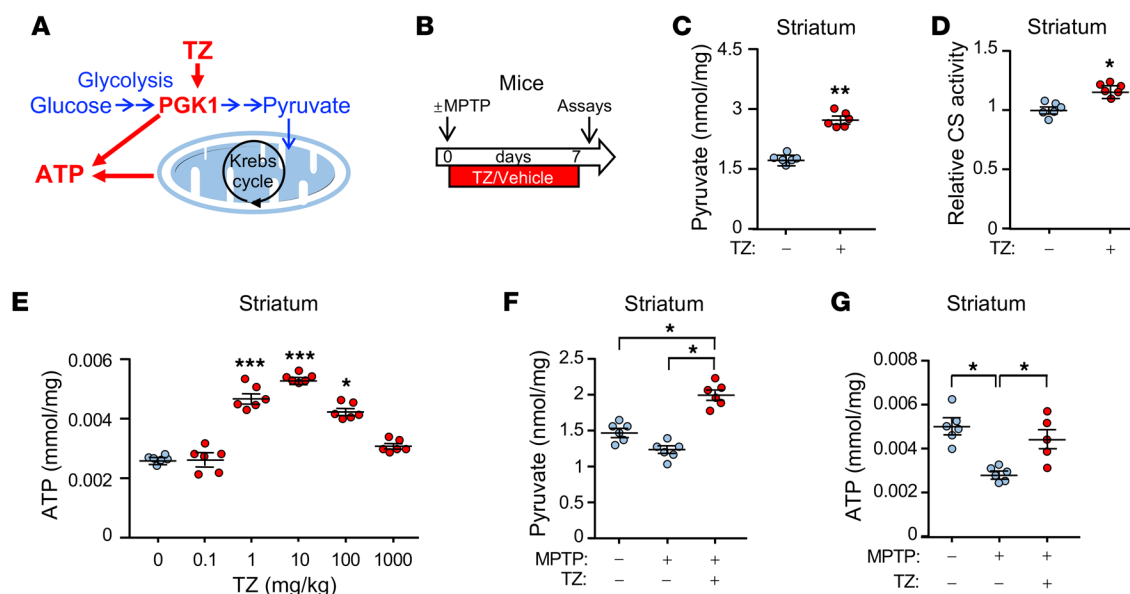 A
TZ
Glycolysis
Glucose PGK1 Pyruvate
ATP
Krebs
cycle
B
Mice
±MPTP Assays
0 days 7
TZ/Vehicle
C
Striatum
Pyruvate (nmol/mg)
4.5
3
1.5
0
**
TZ: – +
D
Striatum
Relative CS activity
1.5
1
0.5
0
*
TZ: – +
E
Striatum
ATP (mmol/mg)
0.006
0.004
0.002
0
*** *** *
0 0.1 1 10 100 1000
TZ (mg/kg)
F
Striatum
Pyruvate (nmol/mg)
2.5
2
1.5
1
0.5
0
*
*
MPTP: – + +
TZ: – – +
G
Striatum
ATP (mmol/mg)
0.008
0.006
0.004
0.002
0
* *
MPTP: – + +
TZ: – – +